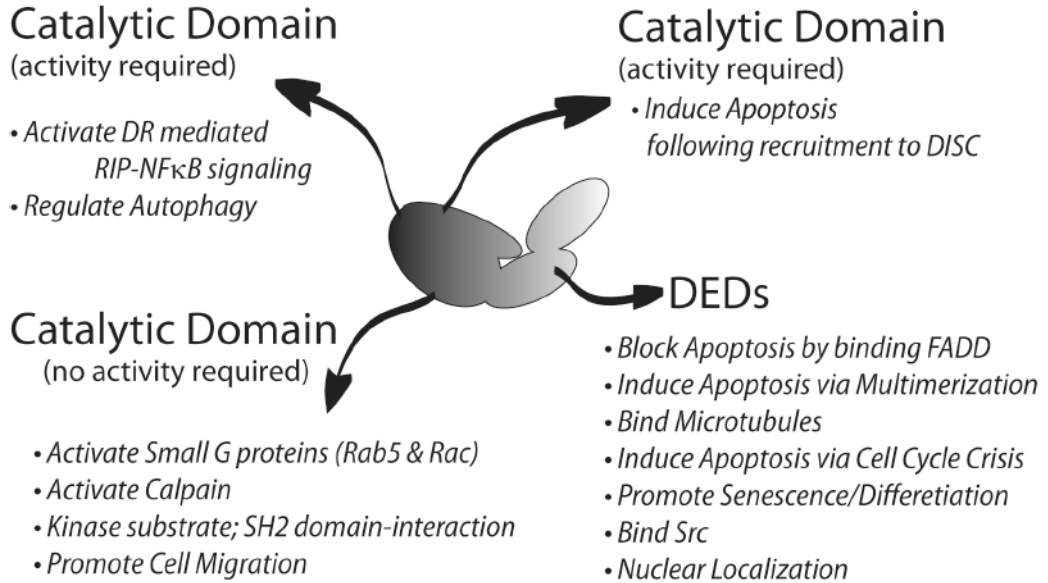 Catalytic Domain
(activity required)
• Activate DR mediated
RIP-NFκB signaling
• Regulate Autophagy
Catalytic Domain
(activity required)
• Induce Apoptosis
following recruitment to DISC
Catalytic Domain
(no activity required)
• Activate Small G proteins (Rab5 & Rac)
• Activate Calpain
• Kinase substrate; SH2 domain-interaction
• Promote Cell Migration
DEDs
• Block Apoptosis by binding FADD
• Induce Apoptosis via Multimerization
• Bind Microtubules
• Induce Apoptosis via Cell Cycle Crisis
• Promote Senescence/Differetiation
• Bind Src
• Nuclear Localization